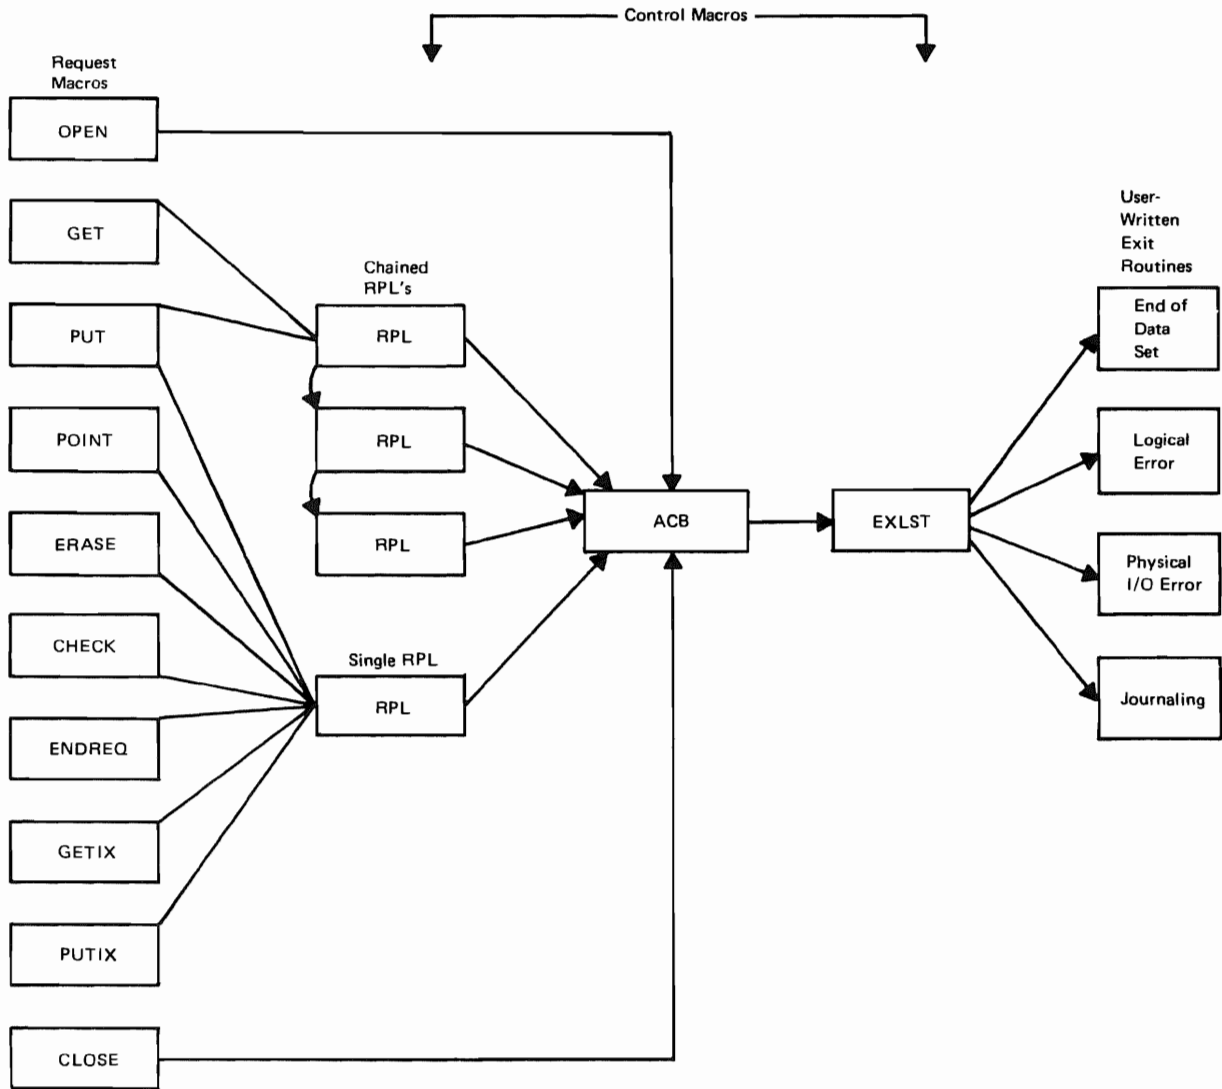 Control Macros
Request
Macros
OPEN
GET
PUT
POINT
ERASE
CHECK
ENDREQ
GETIX
PUTIX
CLOSE
Chained
RPL's
RPL
RPL
RPL
Single RPL
RPL
ACB
EXLST
User-
Written
Exit
Routines
End of
Data
Set
Logical
Error
Physical
I/O Error
Journaling